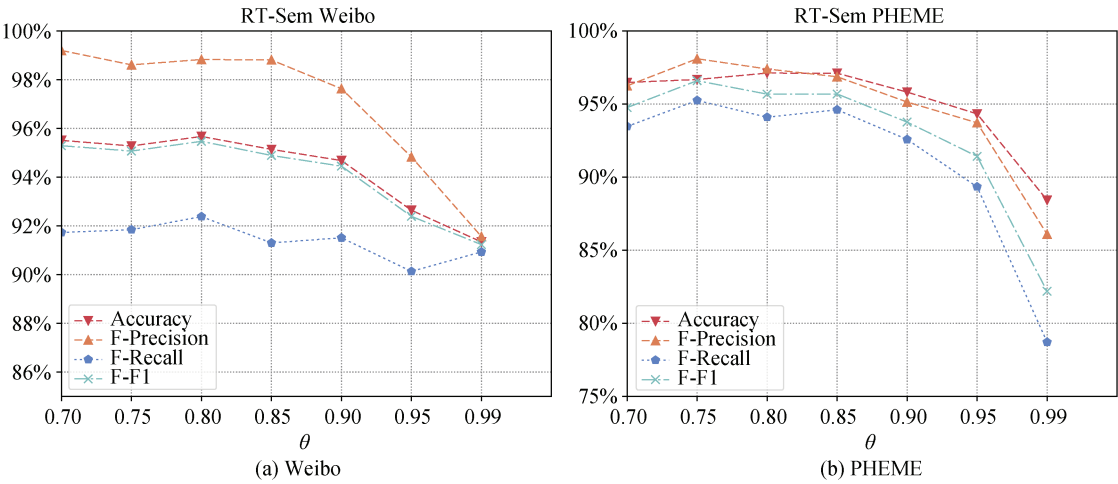 RT-Sem Weibo
100%
98%
96%
94%
92%
90%
88%
86%
Accuracy
F-Precision
F-Recall
F-F1
0.70 0.75 0.80 0.85 0.90 0.95 0.99
θ
(a) Weibo
RT-Sem PHEME
100%
95%
90%
85%
80%
75%
Accuracy
F-Precision
F-Recall
F-F1
0.70 0.75 0.80 0.85 0.90 0.95 0.99
θ
(b) PHEME